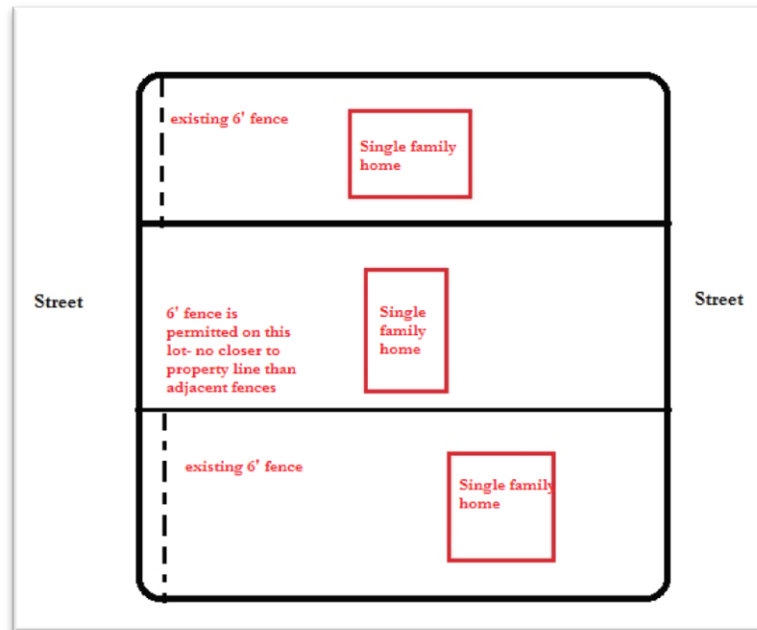 existing 6' fence
Single family
home
Street
Street
6' fence is
permitted on this
lot- no closer to
property line than
adjacent fences
Single
family
home
existing 6' fence
Single family
home